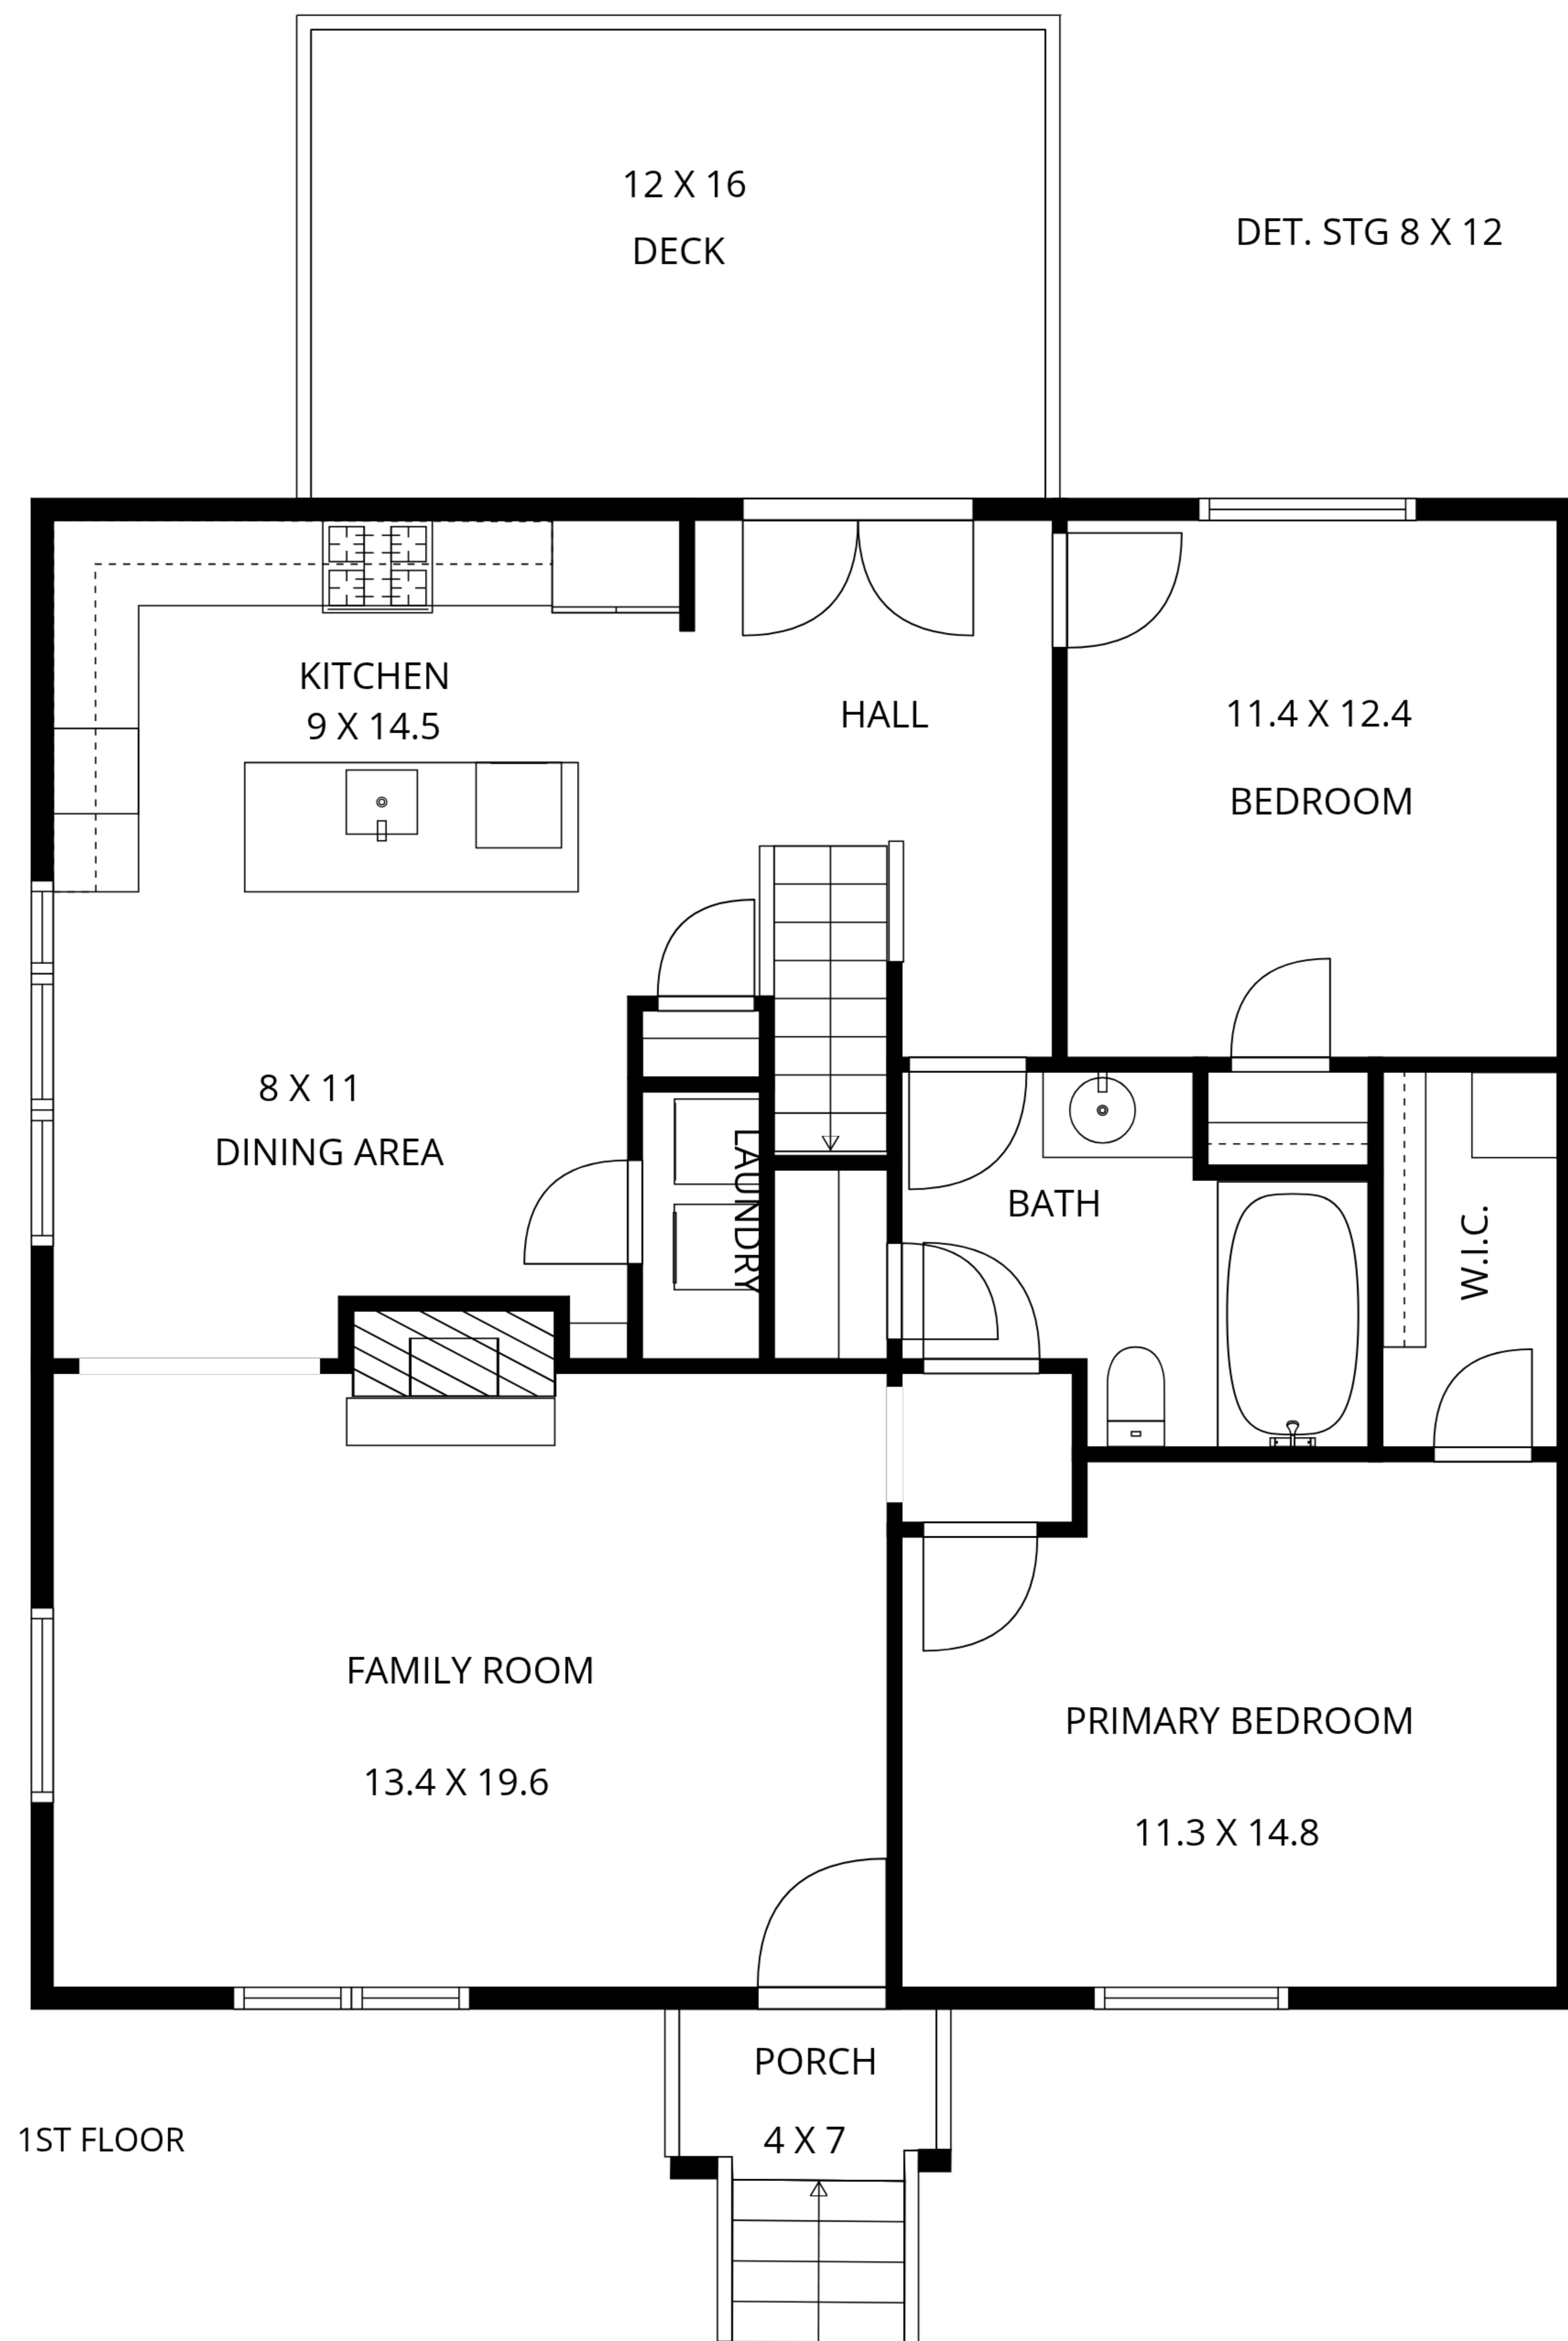 12 X 16
DECK
DET. STG 8 X 12
KITCHEN
9 X 14.5
HALL
11.4 X 12.4
BEDROOM
8 X 11
DINING AREA
LAUNDRY
BATH
W.I.C.
FAMILY ROOM
13.4 X 19.6
PRIMARY BEDROOM
11.3 X 14.8
PORCH
4 X 7
1ST FLOOR